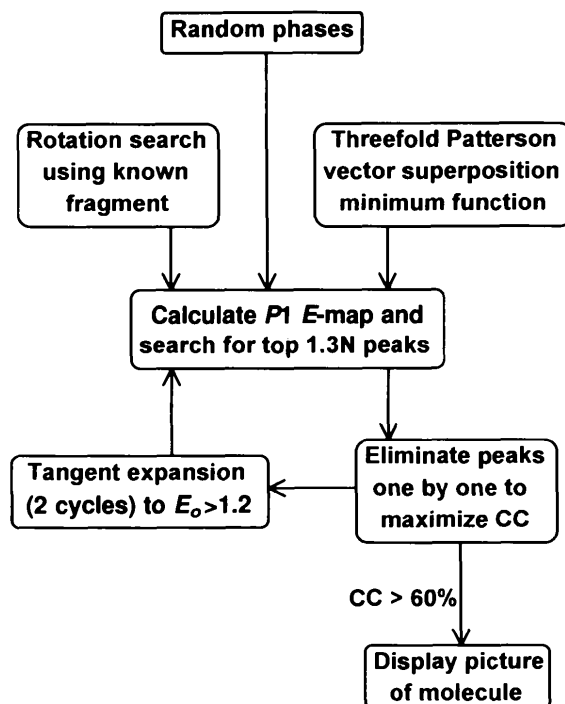 Random phases
Rotation search
using known
fragment
Threefold Patterson
vector superposition
minimum function
Calculate P1 E-map and
search for top 1.3N peaks
Tangent expansion
(2 cycles) to Eo>1.2
Eliminate peaks
one by one to
maximize CC
CC > 60%
Display picture
of molecule